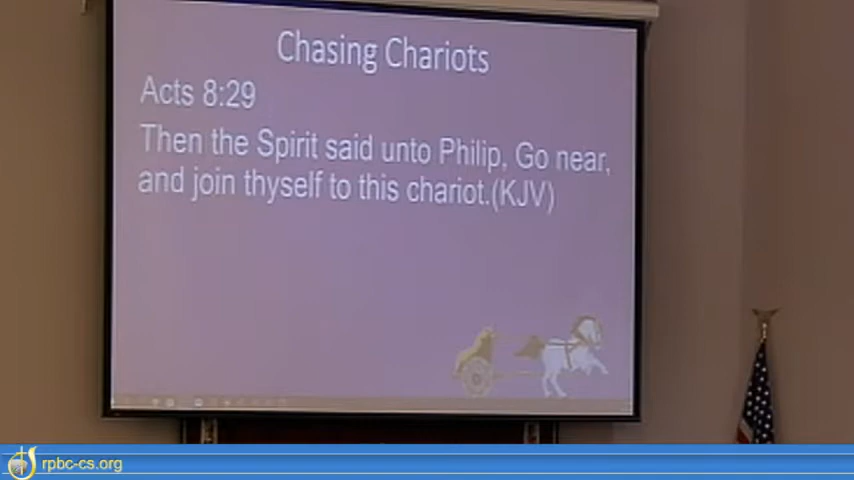 Chasing Chariots
Acts 8:29
Then the Spirit said unto Philip, Go near,
and join thyself to this chariot.(KJV)
rpbc-cs.org